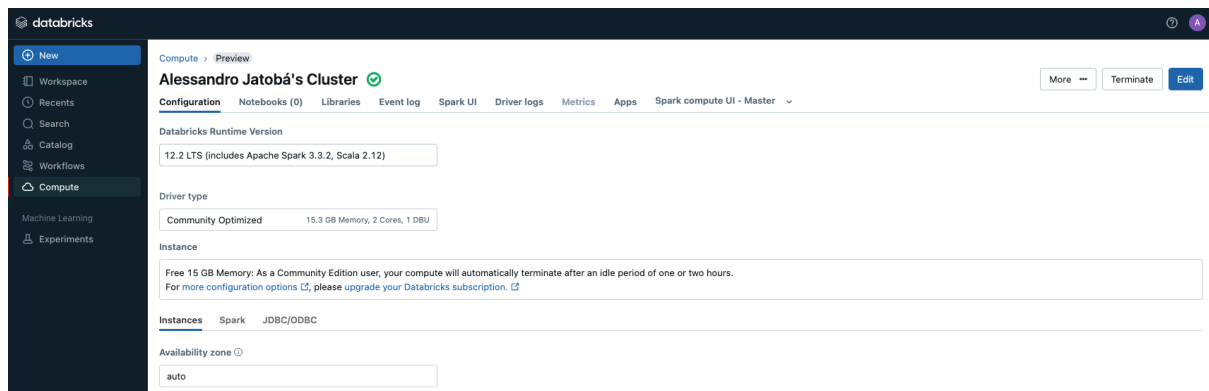 databricks
A
New
Workspace
Recents
Search
Catalog
Workflows
Compute
Machine Learning
Experiments
Compute > Preview
Alessandro Jatobá's Cluster
More ... Terminate Edit
Configuration Notebooks (0) Libraries Event log Spark UI Driver logs Metrics Apps Spark compute UI - Master
Databricks Runtime Version
12.2 LTS (includes Apache Spark 3.3.2, Scala 2.12)
Driver type
Community Optimized 15.3 GB Memory, 2 Cores, 1 DBU
Instance
Free 15 GB Memory: As a Community Edition user, your compute will automatically terminate after an idle period of one or two hours.
For more configuration options, please upgrade your Databricks subscription.
Instances Spark JDBC/ODBC
Availability zone
auto